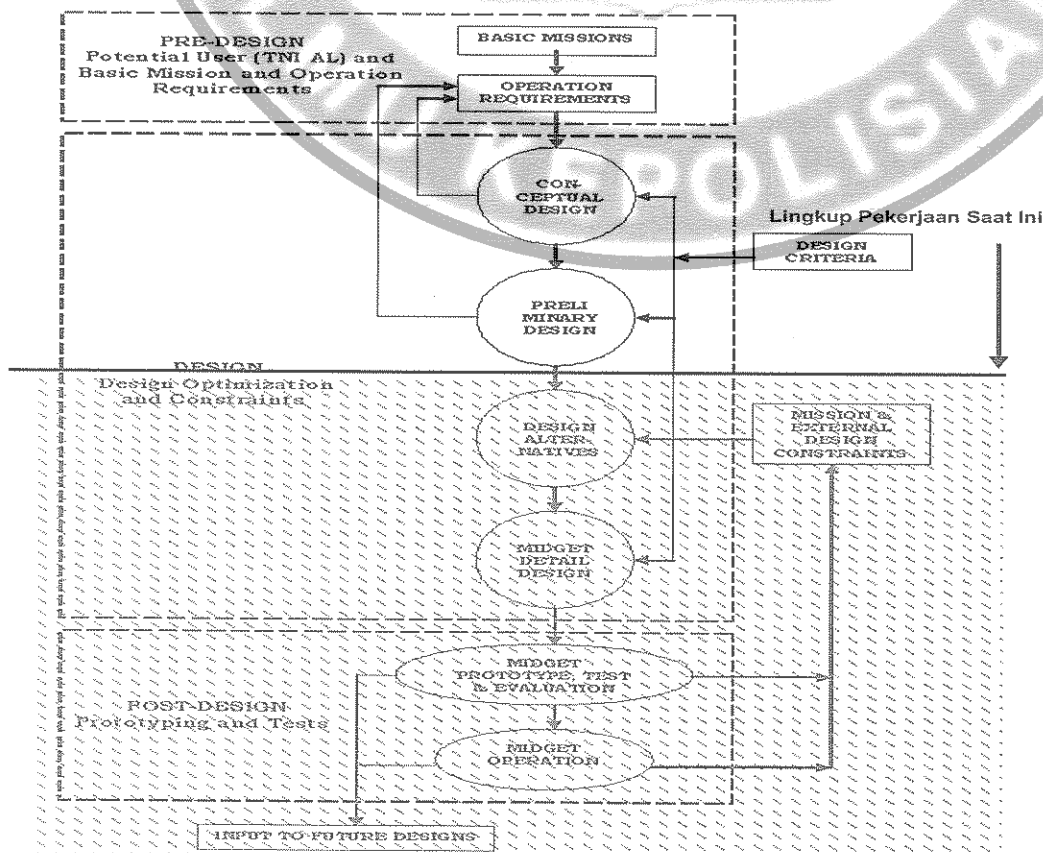 PRE-DESIGN
Potential User (TNI AL) and
Basic Mission and Operation
Requirements
BASIC MISSIONS
OPERATION
REQUIREMENTS
CON-
CEPTUAL
DESIGN
Lingkup Pekerjaan Saat Ini
DESIGN
CRITERIA
PRELI
MINARY
DESIGN
DESIGN
Design Optimization
and Constraints
DESIGN
ALTER-
NATIVES
MISSION &
EXTERNAL
DESIGN
CONSTRAINTS
MIDGET
DETAIL
DESIGN
MIDGET
PROTOTYPE, TEST
& EVALUATION
POST-DESIGN
Prototyping and Tests
MIDGET
OPERATION
INPUT TO FUTURE DESIGNS
KEPOLISIA